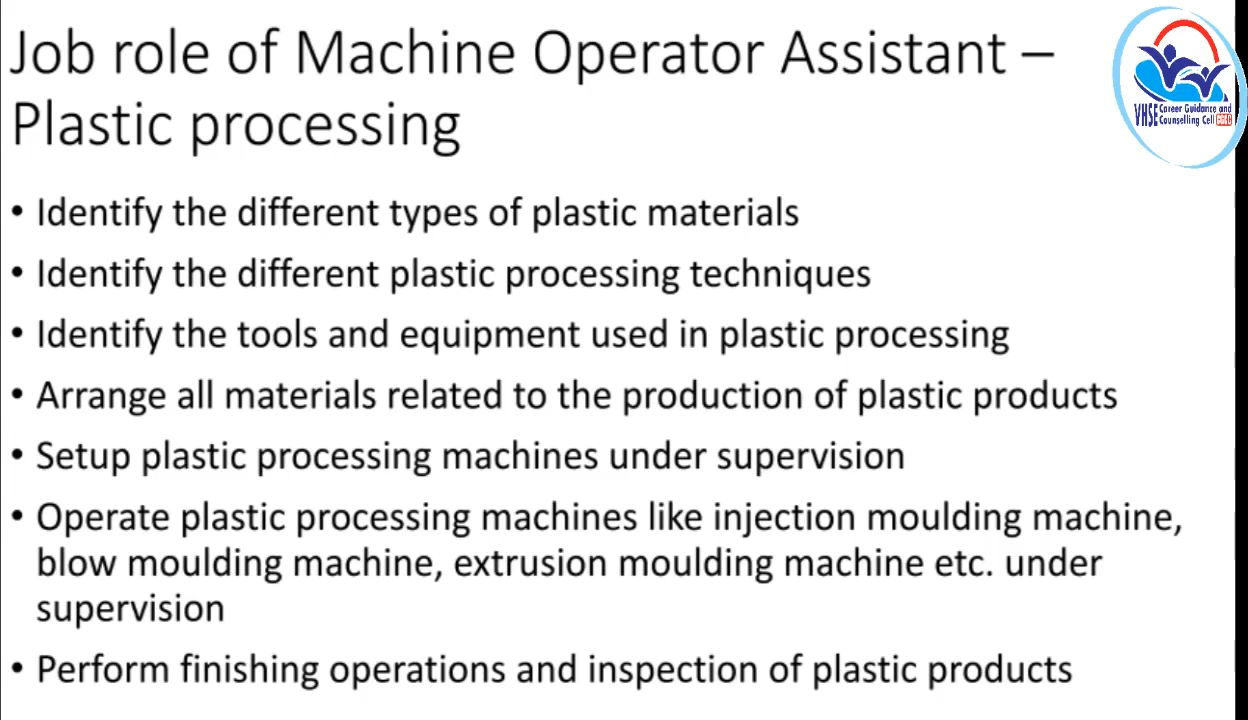 Job role of Machine Operator Assistant –
Plastic processing
VHSE Career Guidance and
Counselling Cell CGCC
• Identify the different types of plastic materials
• Identify the different plastic processing techniques
• Identify the tools and equipment used in plastic processing
• Arrange all materials related to the production of plastic products
• Setup plastic processing machines under supervision
• Operate plastic processing machines like injection moulding machine,
blow moulding machine, extrusion moulding machine etc. under
supervision
• Perform finishing operations and inspection of plastic products